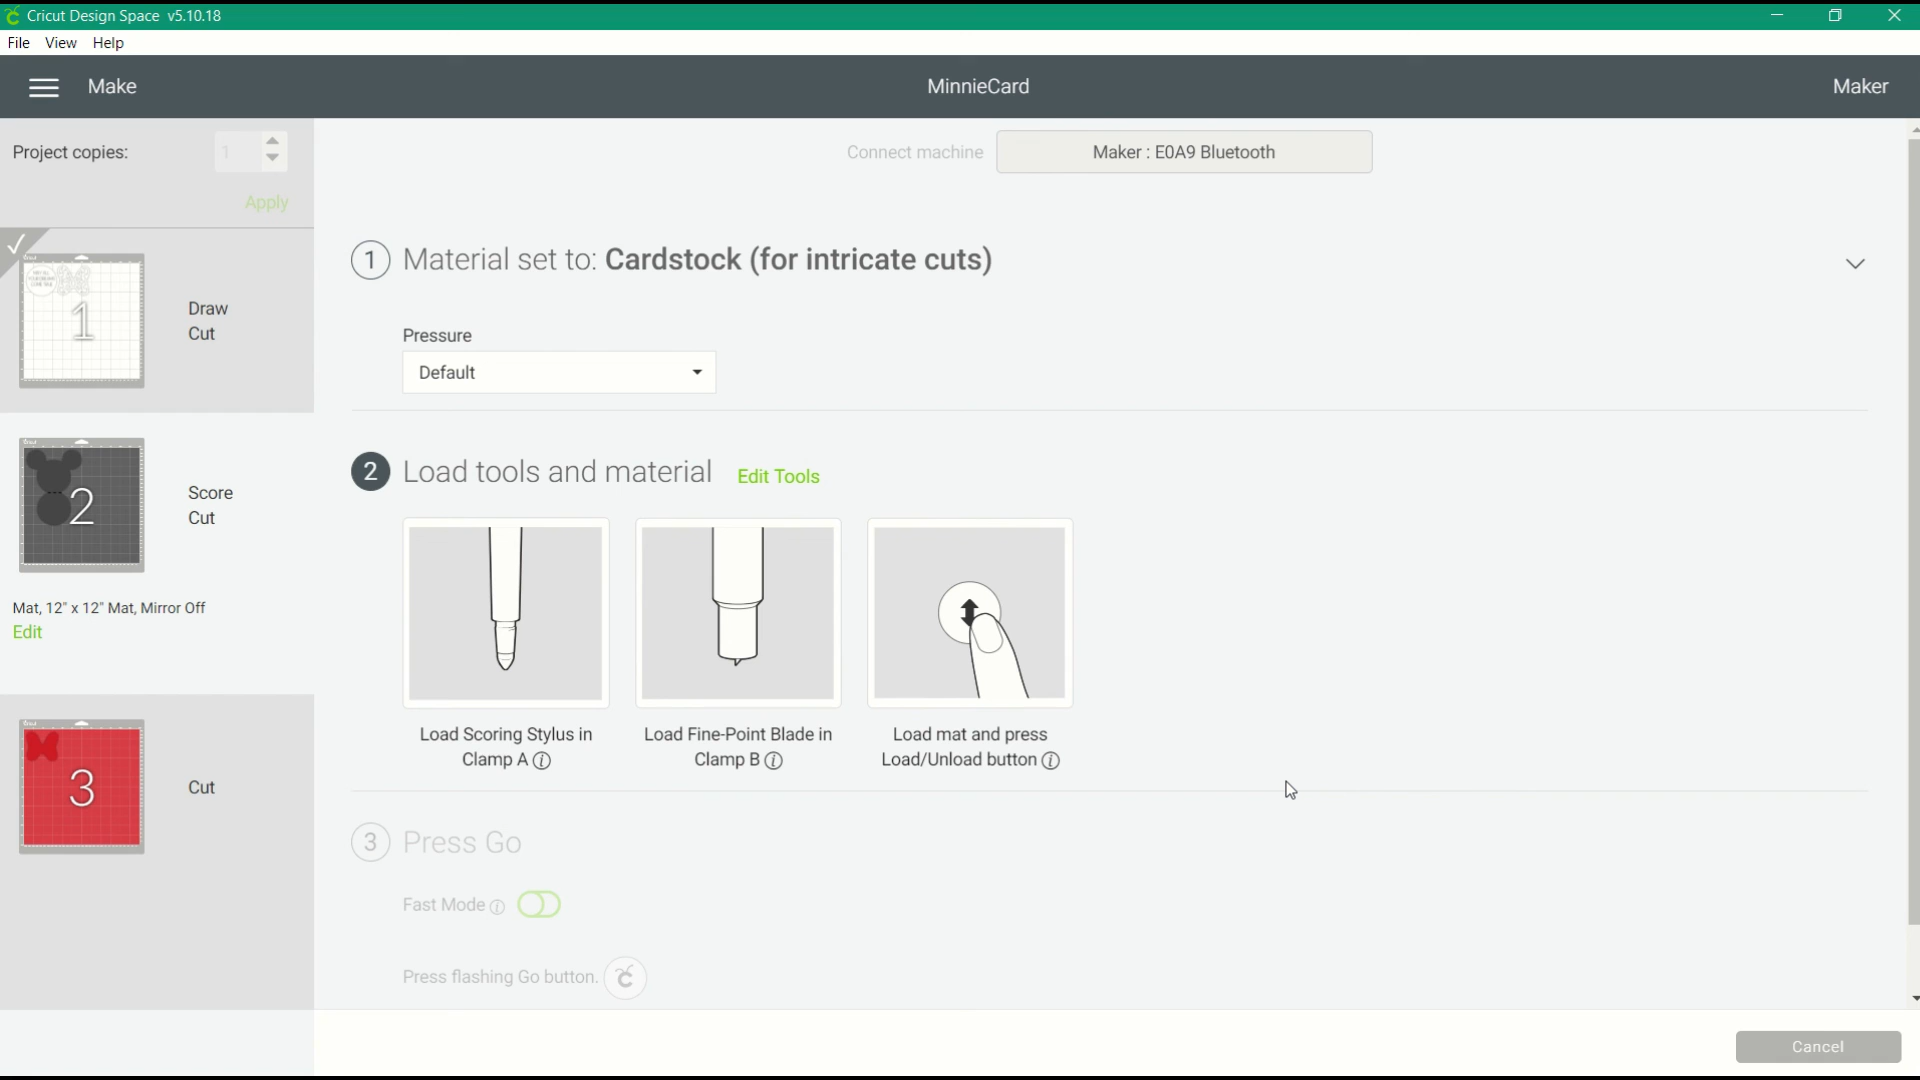 Cricut Design Space v5.10.18
File View Help
Make
MinnieCard
Maker
Project copies:
1
Apply
Connect machine
Maker : E0A9 Bluetooth
1 Material set to: Cardstock (for intricate cuts)
Pressure
Default
1
Draw
Cut
2
Score
Cut
Mat, 12" x 12" Mat, Mirror Off
Edit
3
Cut
2 Load tools and material Edit Tools
Load Scoring Stylus in
Clamp A
Load Fine-Point Blade in
Clamp B
Load mat and press
Load/Unload button
3 Press Go
Fast Mode
Press flashing Go button.
Cancel